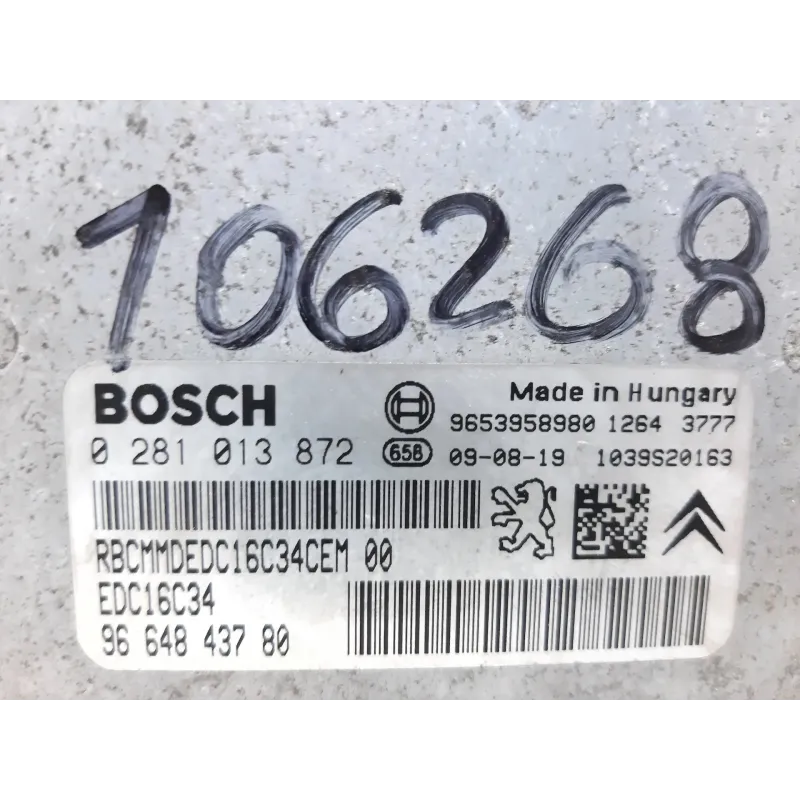 106268
BOSCH
Made in Hungary
9653958980 1264 3777
0 281 013 872 658 09-08-19 1039S20163
RBCMMDEDC16C34CEM 00
EDC16C34
96 648 437 80